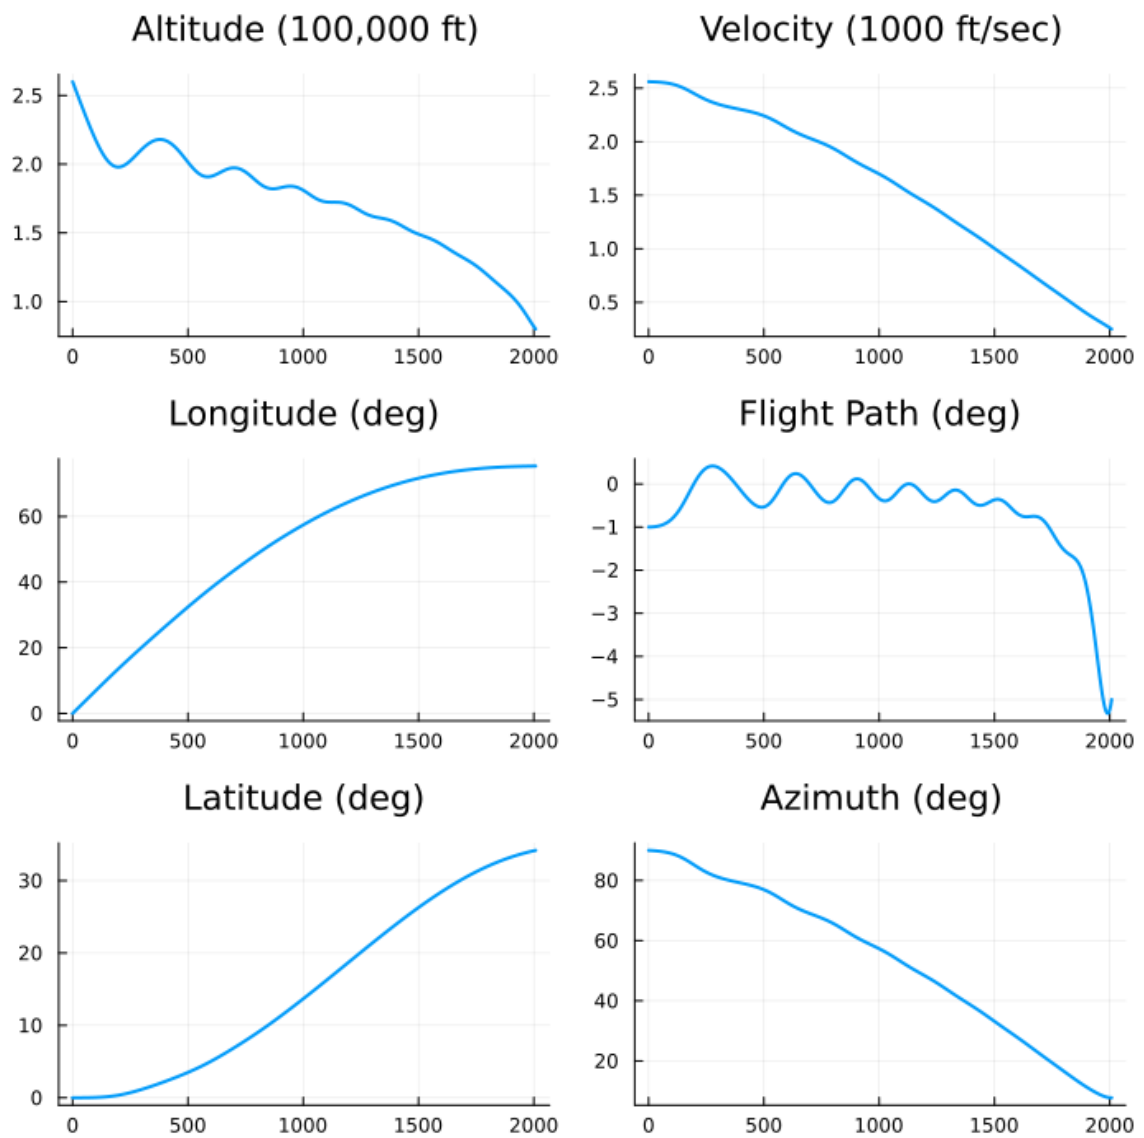 Altitude (100,000 ft)
2.5
2.0
1.5
1.0
0 500 1000 1500 2000
Velocity (1000 ft/sec)
2.5
2.0
1.5
1.0
0.5
0 500 1000 1500 2000
Longitude (deg)
60
40
20
0
0 500 1000 1500 2000
Flight Path (deg)
0
−1
−2
−3
−4
−5
0 500 1000 1500 2000
Latitude (deg)
30
20
10
0
0 500 1000 1500 2000
Azimuth (deg)
80
60
40
20
0 500 1000 1500 2000